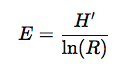 E = H′ / ln(R)